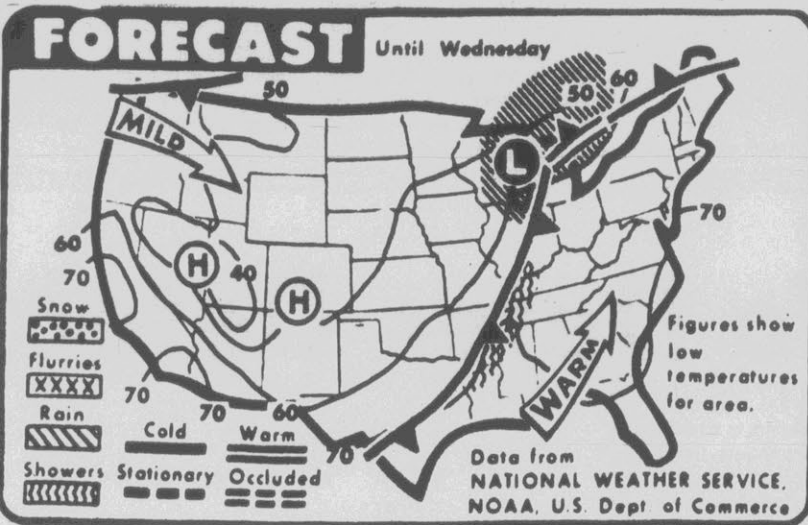 FORECAST
Until Wednesday
50
50
60
MILD
L
60
70
70
H
40
H
Snow
Flurries
Rain
Showers
70
70
60
70
WARM
Cold
Warm
Stationary
Occluded
Figures show
low
temperatures
for area.
Data from
NATIONAL WEATHER SERVICE,
NOAA, U.S. Dept. of Commerce